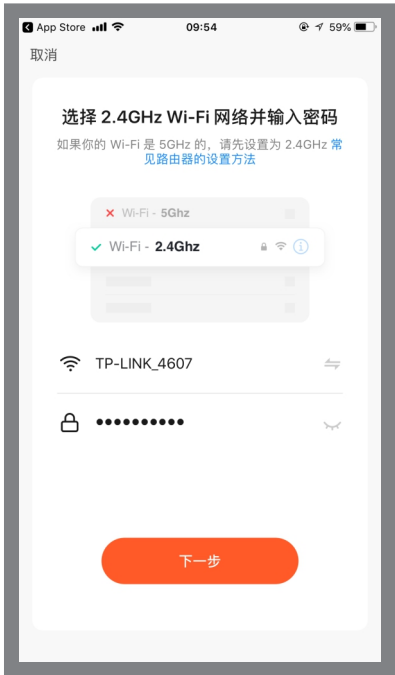 App Store 09:54 59%
取消
选择 2.4GHz Wi-Fi 网络并输入密码
如果你的 Wi-Fi 是 5GHz 的，请先设置为 2.4GHz 常
见路由器的设置方法
Wi-Fi - 5Ghz
Wi-Fi - 2.4Ghz
TP-LINK_4607
••••••••••
下一步